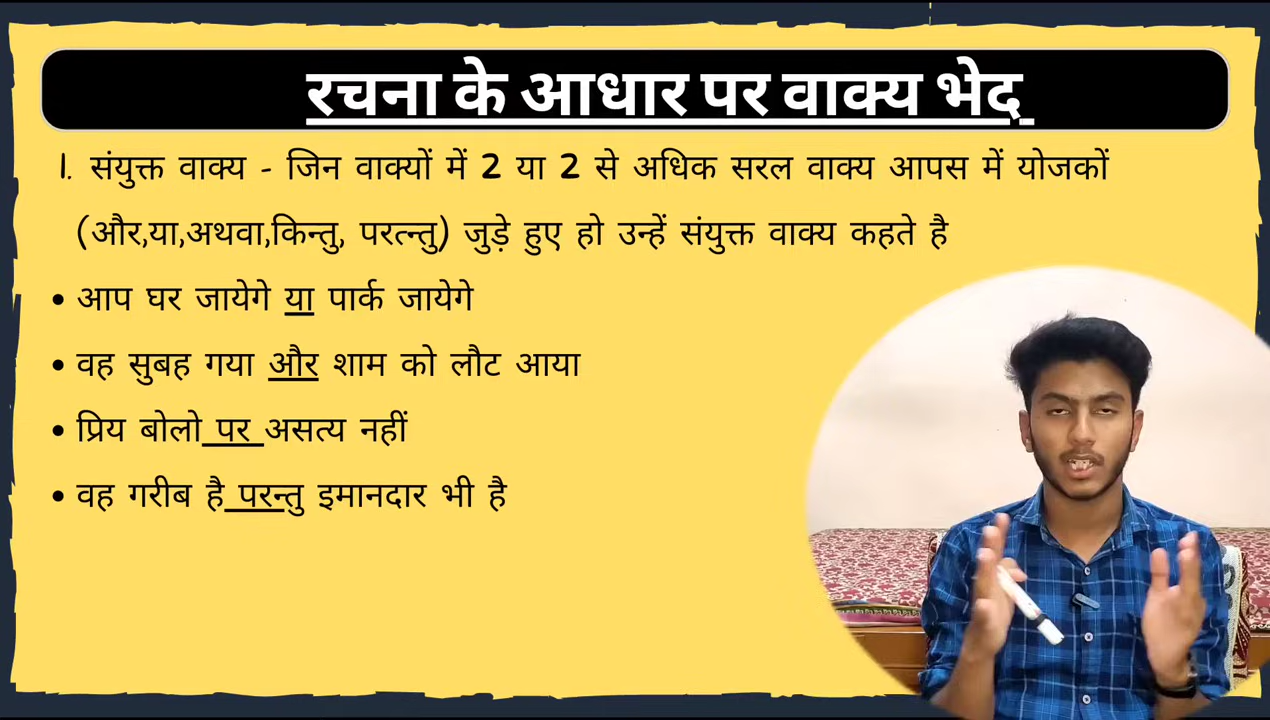 रचना के आधार पर वाक्य भेद
1. संयुक्त वाक्य - जिन वाक्यों में 2 या 2 से अधिक सरल वाक्य आपस में योजकों
(और,या,अथवा,किन्तु, परत्न्तु) जुड़े हुए हो उन्हें संयुक्त वाक्य कहते है
• आप घर जायेगे या पार्क जायेगे
• वह सुबह गया और शाम को लौट आया
• प्रिय बोलो पर असत्य नहीं
• वह गरीब है परन्तु इमानदार भी है